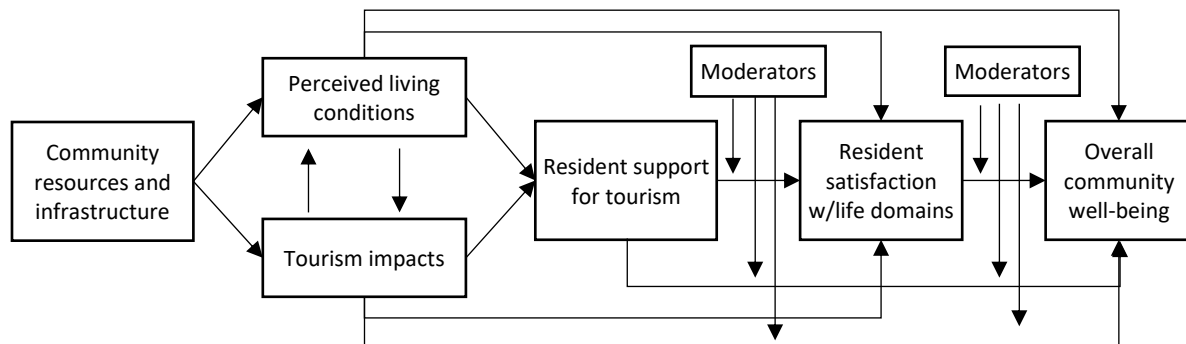 Community
resources and
infrastructure
Perceived living
conditions
Tourism impacts
Resident support
for tourism
Moderators
Resident
satisfaction
w/life domains
Moderators
Overall
community
well-being